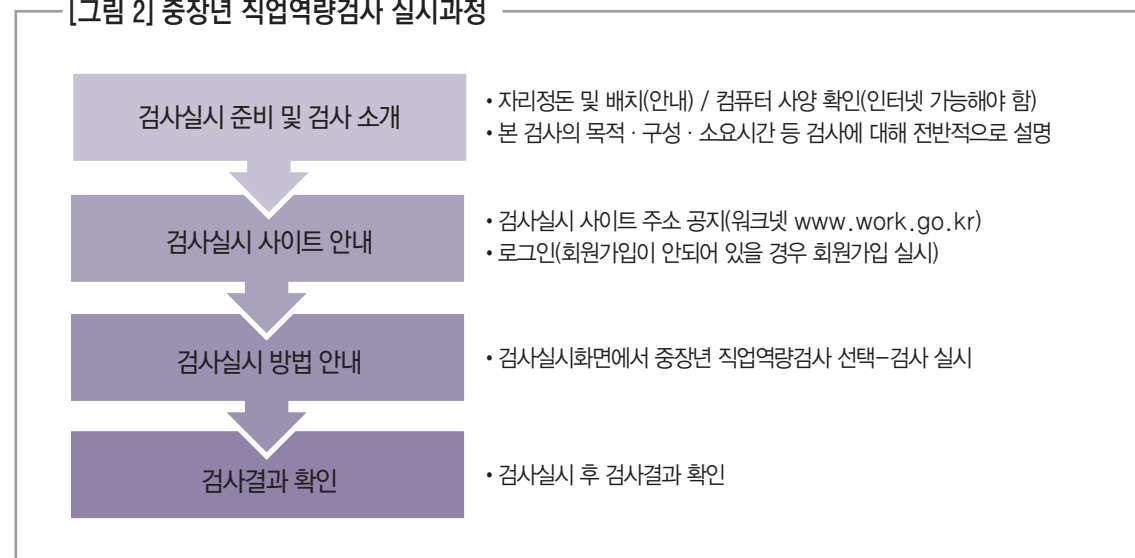 [그림 2] 중장년 직업역량검사 실시과정
검사실시 준비 및 검사 소개
• 자리정돈 및 배치(안내) / 컴퓨터 사양 확인(인터넷 가능해야 함)
• 본 검사의 목적 · 구성 · 소요시간 등 검사에 대해 전반적으로 설명
검사실시 사이트 안내
• 검사실시 사이트 주소 공지(워크넷 www.work.go.kr)
• 로그인(회원가입이 안되어 있을 경우 회원가입 실시)
검사실시 방법 안내
• 검사실시화면에서 중장년 직업역량검사 선택-검사 실시
검사결과 확인
• 검사실시 후 검사결과 확인